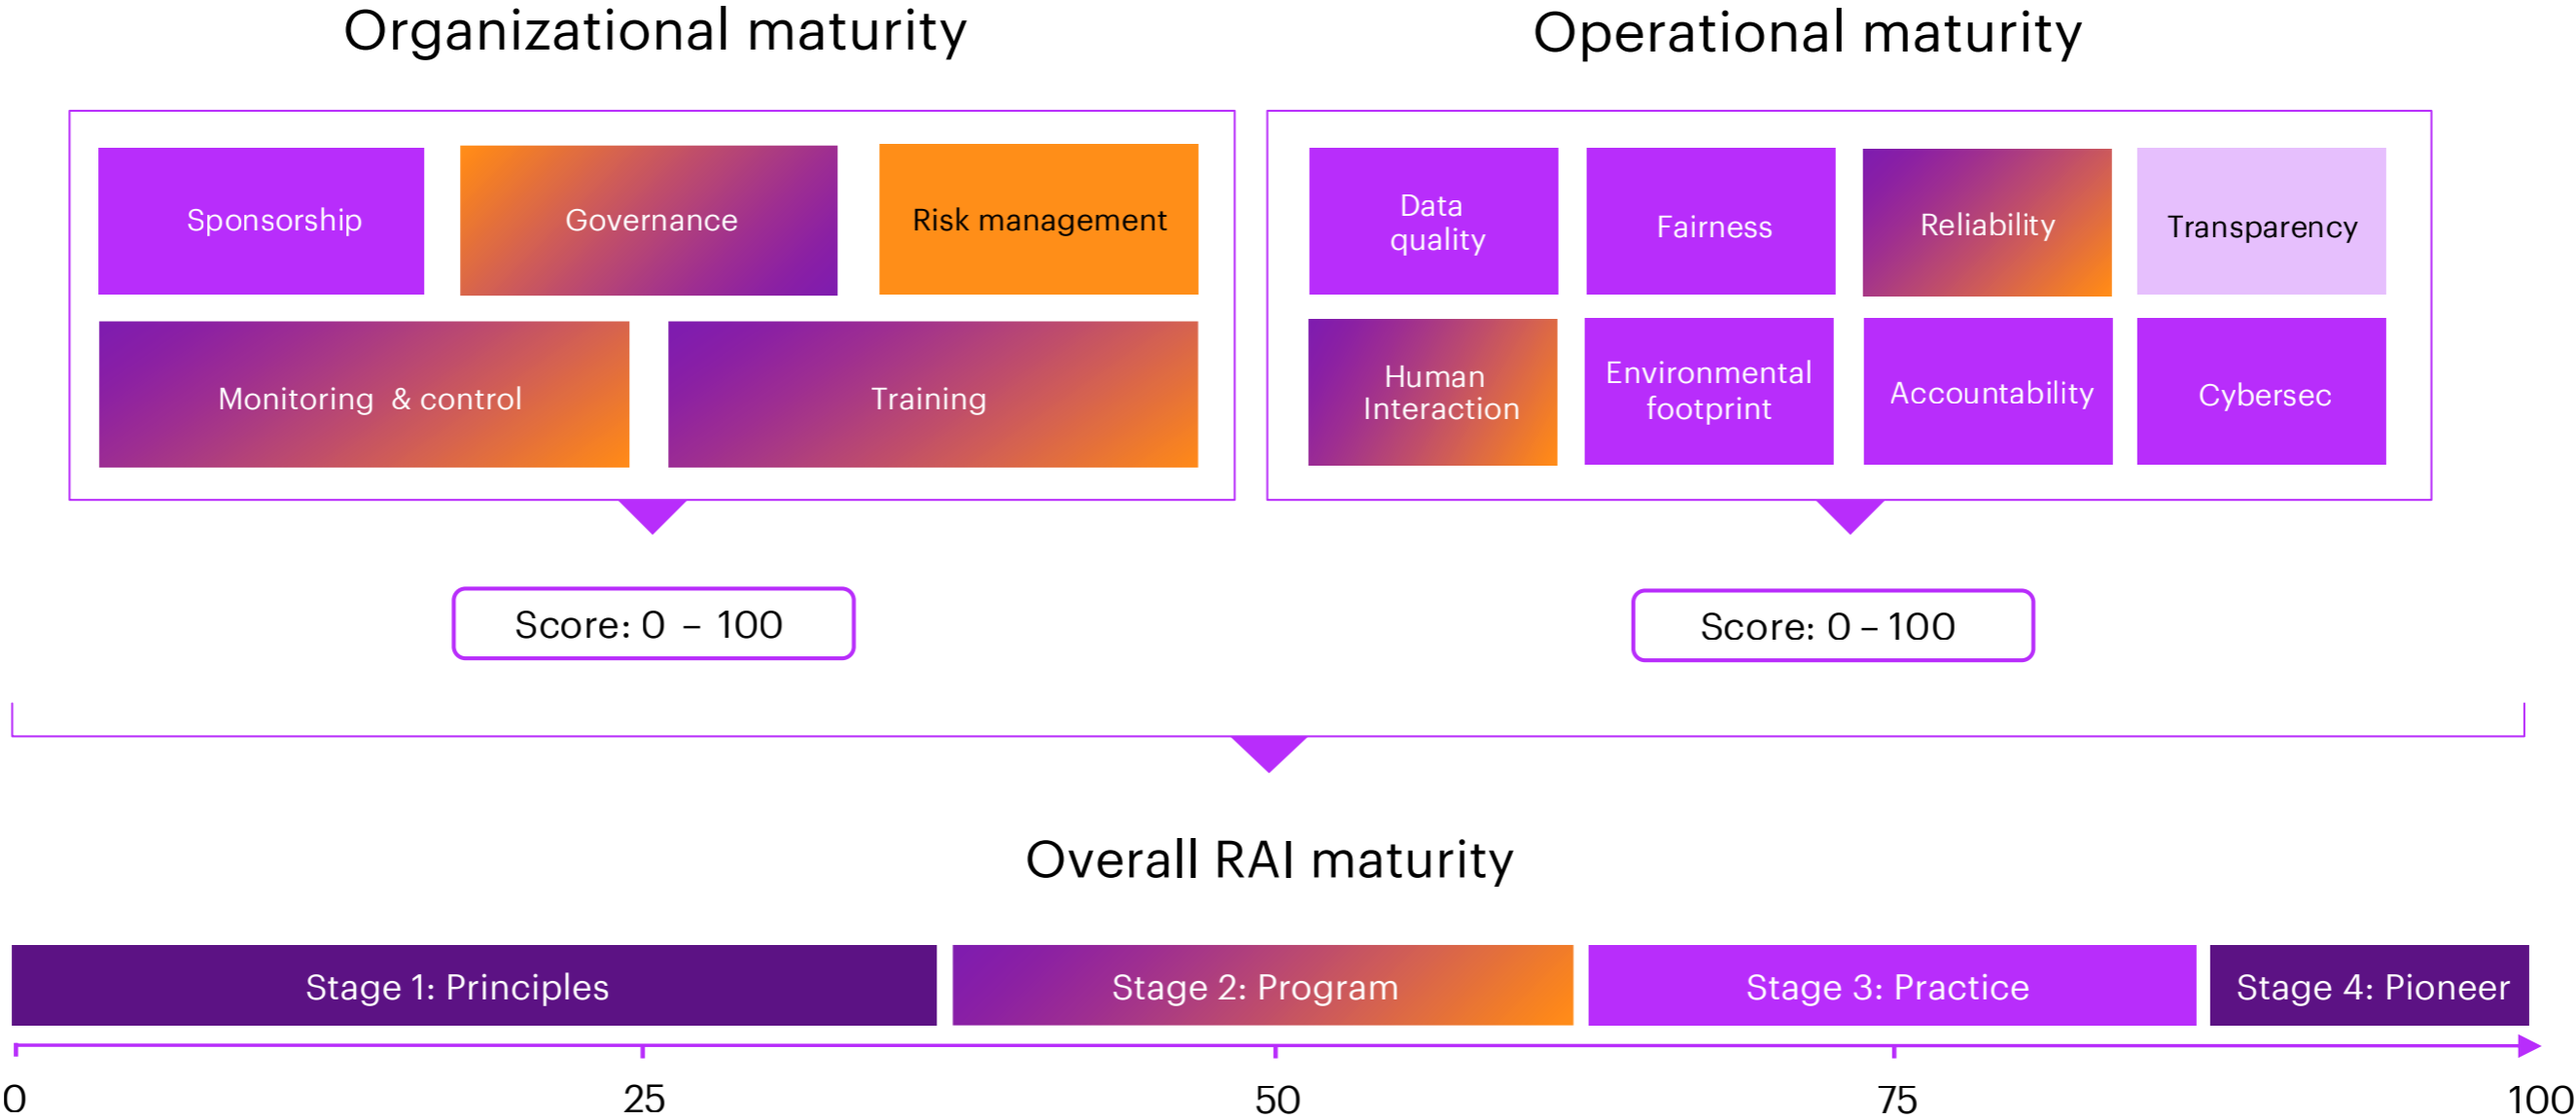 Organizational maturity
Operational maturity
Sponsorship
Governance
Risk management
Monitoring & control
Training
Data
quality
Fairness
Reliability
Transparency
Human
Interaction
Environmental
footprint
Accountability
Cybersec
Score: 0 – 100
Score: 0 – 100
Overall RAI maturity
Stage 1: Principles
Stage 2: Program
Stage 3: Practice
Stage 4: Pioneer
0
25
50
75
100